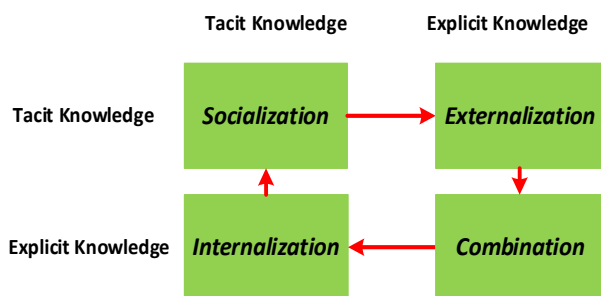 Tacit Knowledge Explicit Knowledge
Tacit Knowledge Socialization Externalization
Explicit Knowledge Internalization Combination